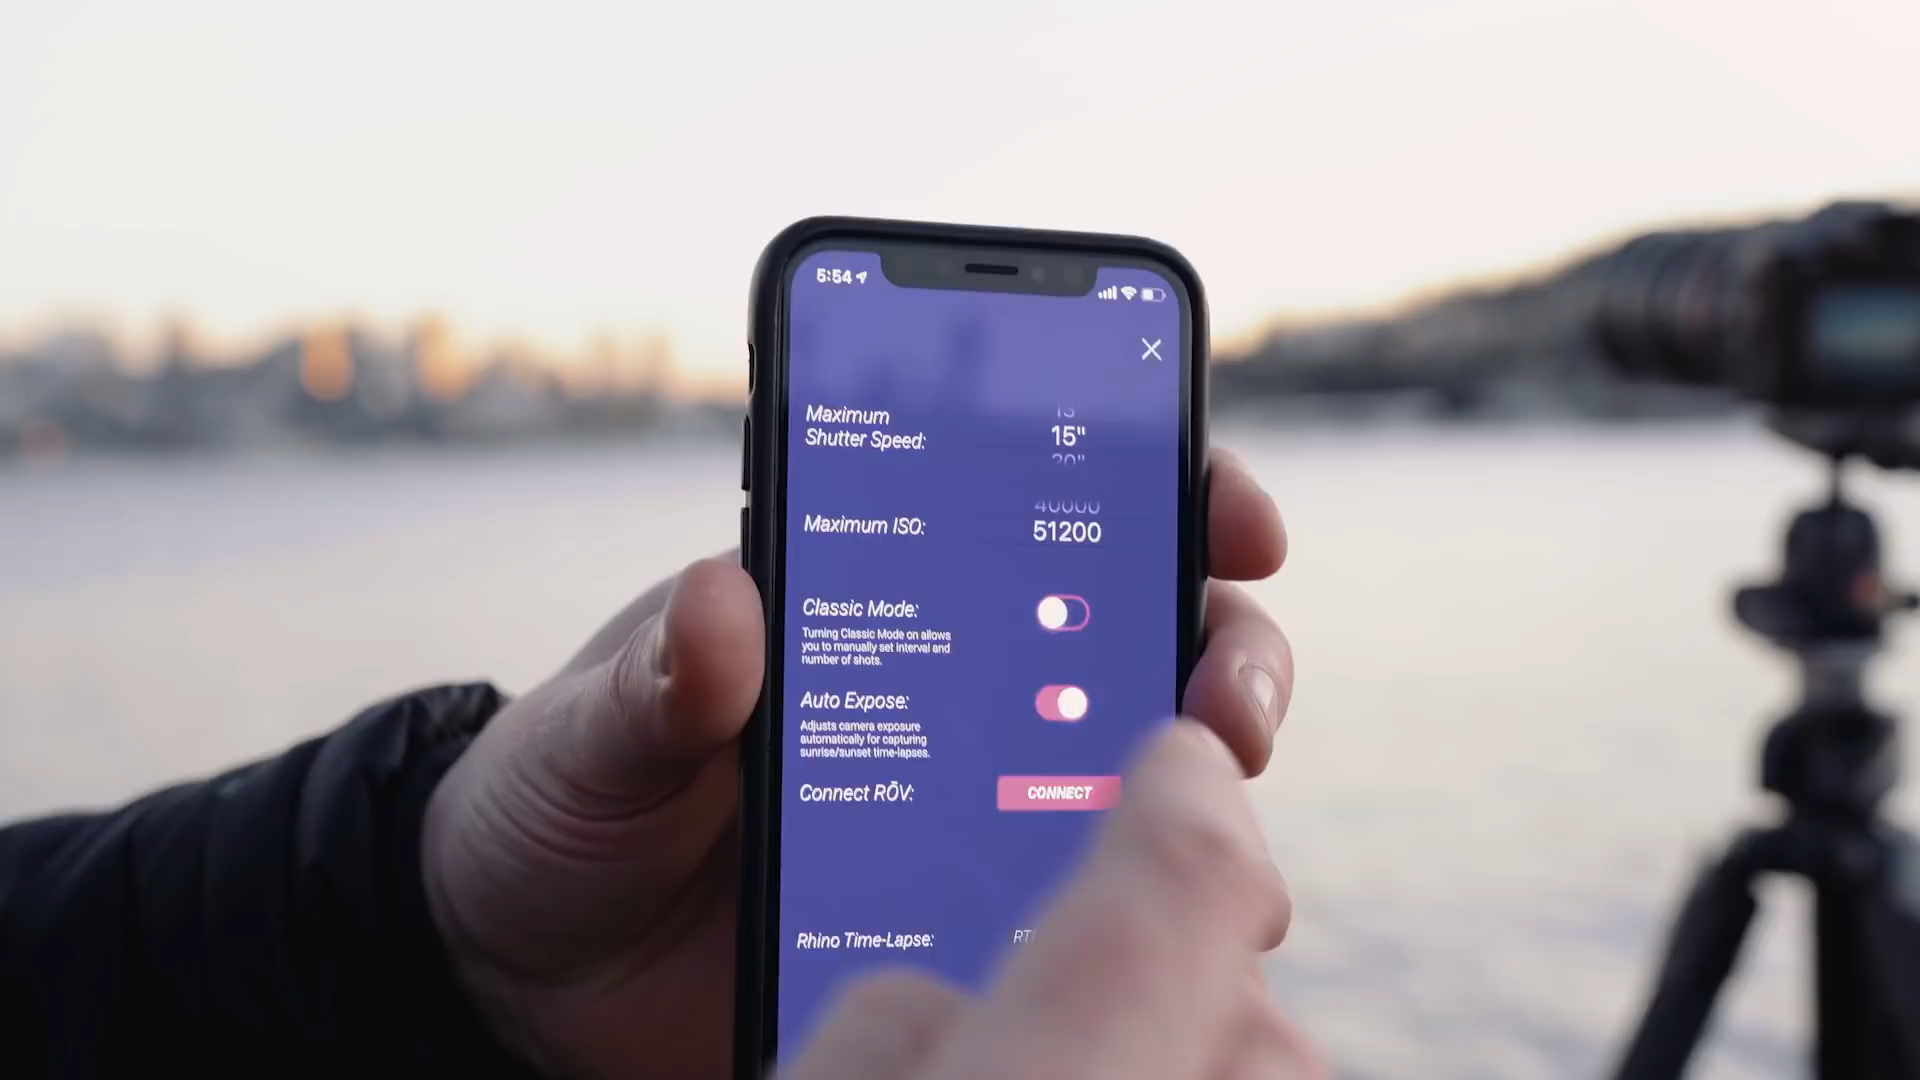 5:54
Maximum
Shutter Speed:
15"
20"
Maximum ISO:
40000
51200
Classic Mode:
Turning Classic Mode on allows
you to manually set interval and
number of shots.
Auto Expose:
Adjusts camera exposure
automatically for capturing
sunrise/sunset time-lapses.
Connect RŌV:
CONNECT
Rhino Time-Lapse: